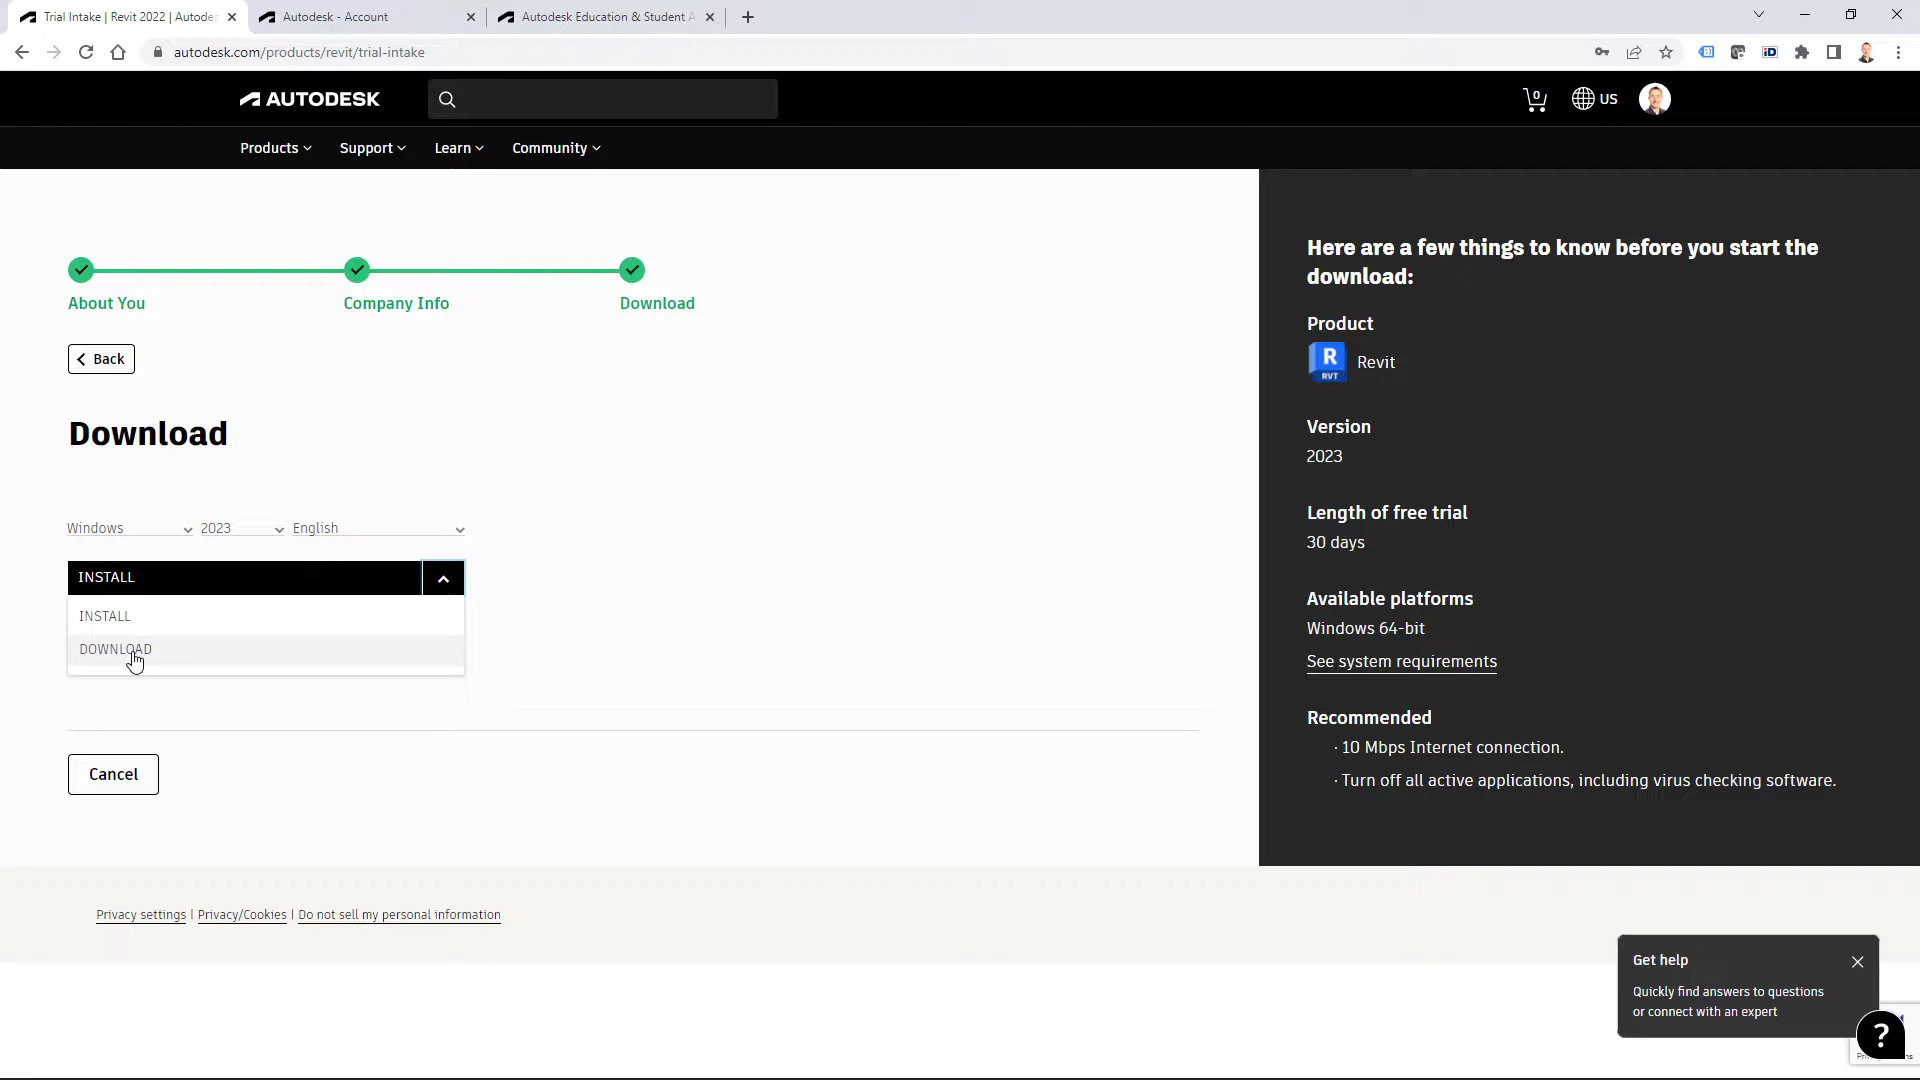 Trial Intake | Revit 2022 | Autodes
Autodesk - Account
Autodesk Education & Student A
autodesk.com/products/revit/trial-intake
iD
AUTODESK
0
US
Products
Support
Learn
Community
About You
Company Info
Download
Back
Download
Windows
2023
English
INSTALL
INSTALL
DOWNLOAD
Cancel
Here are a few things to know before you start the
download:
Product
R
RVT
Revit
Version
2023
Length of free trial
30 days
Available platforms
Windows 64-bit
See system requirements
Recommended
· 10 Mbps Internet connection.
· Turn off all active applications, including virus checking software.
Privacy settings | Privacy/Cookies | Do not sell my personal information
Get help
Quickly find answers to questions
or connect with an expert
?